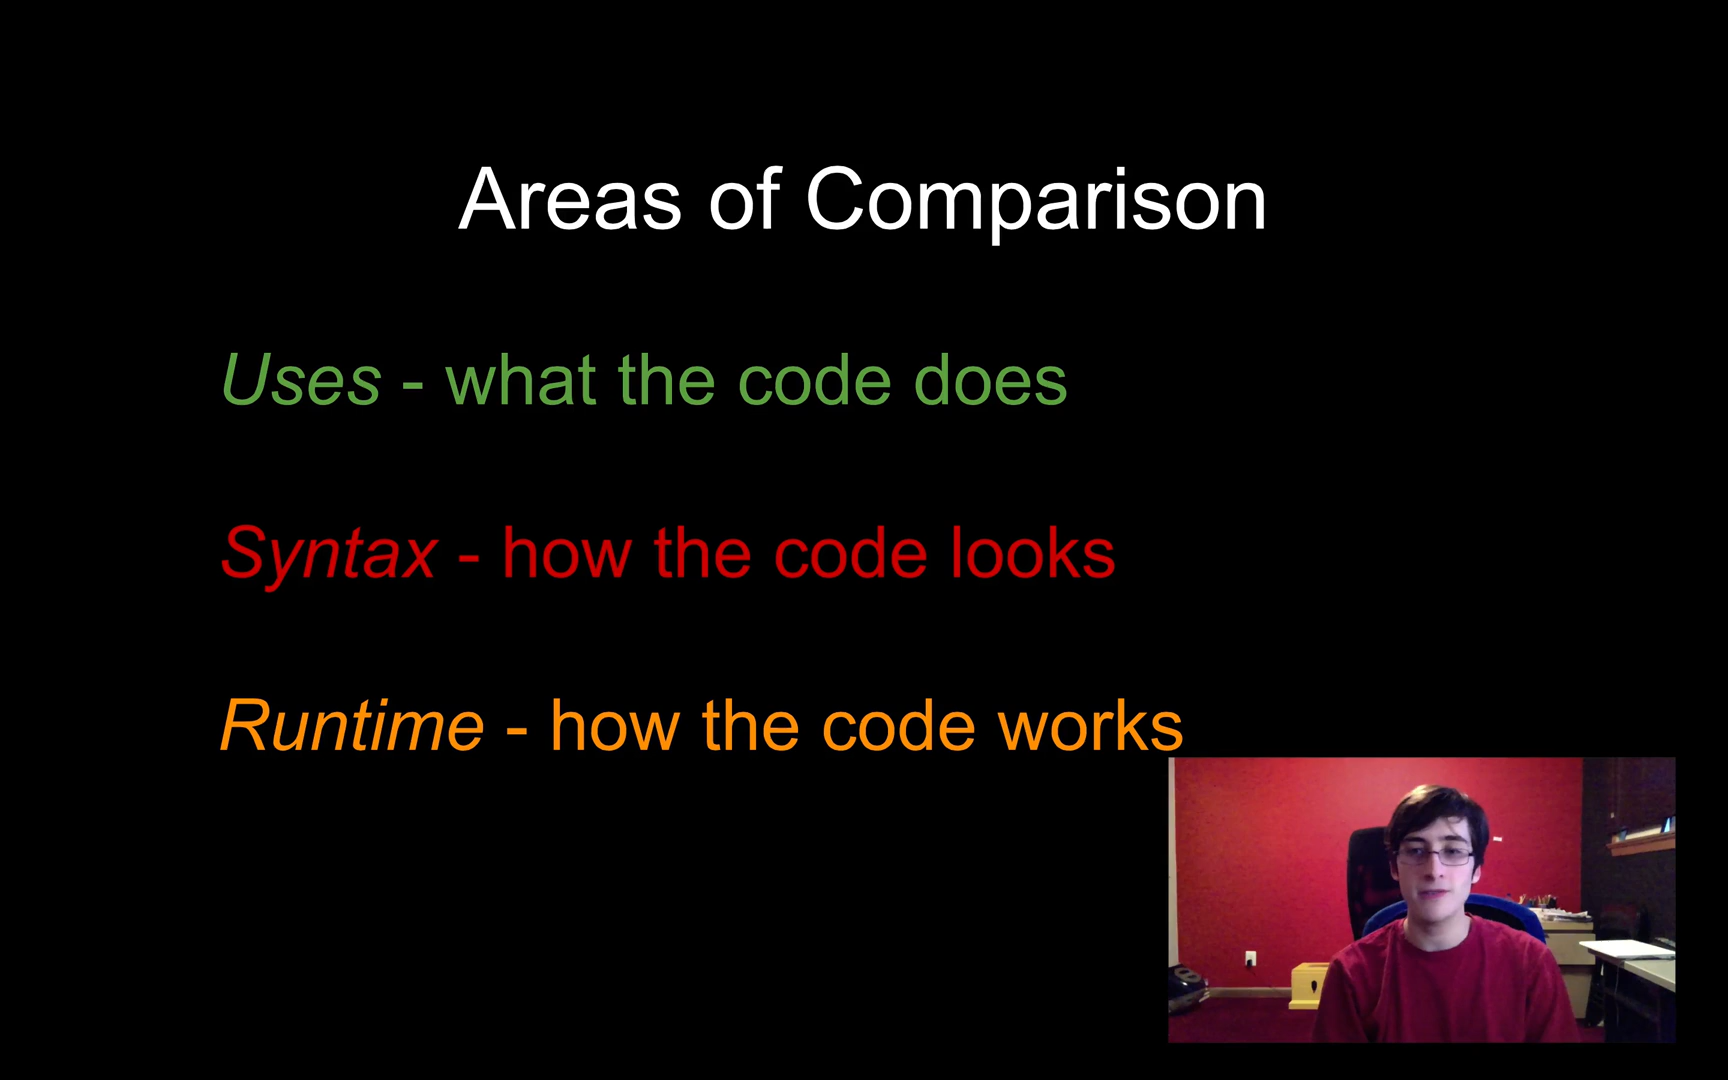 Areas of Comparison
Uses - what the code does
Syntax - how the code looks
Runtime - how the code works